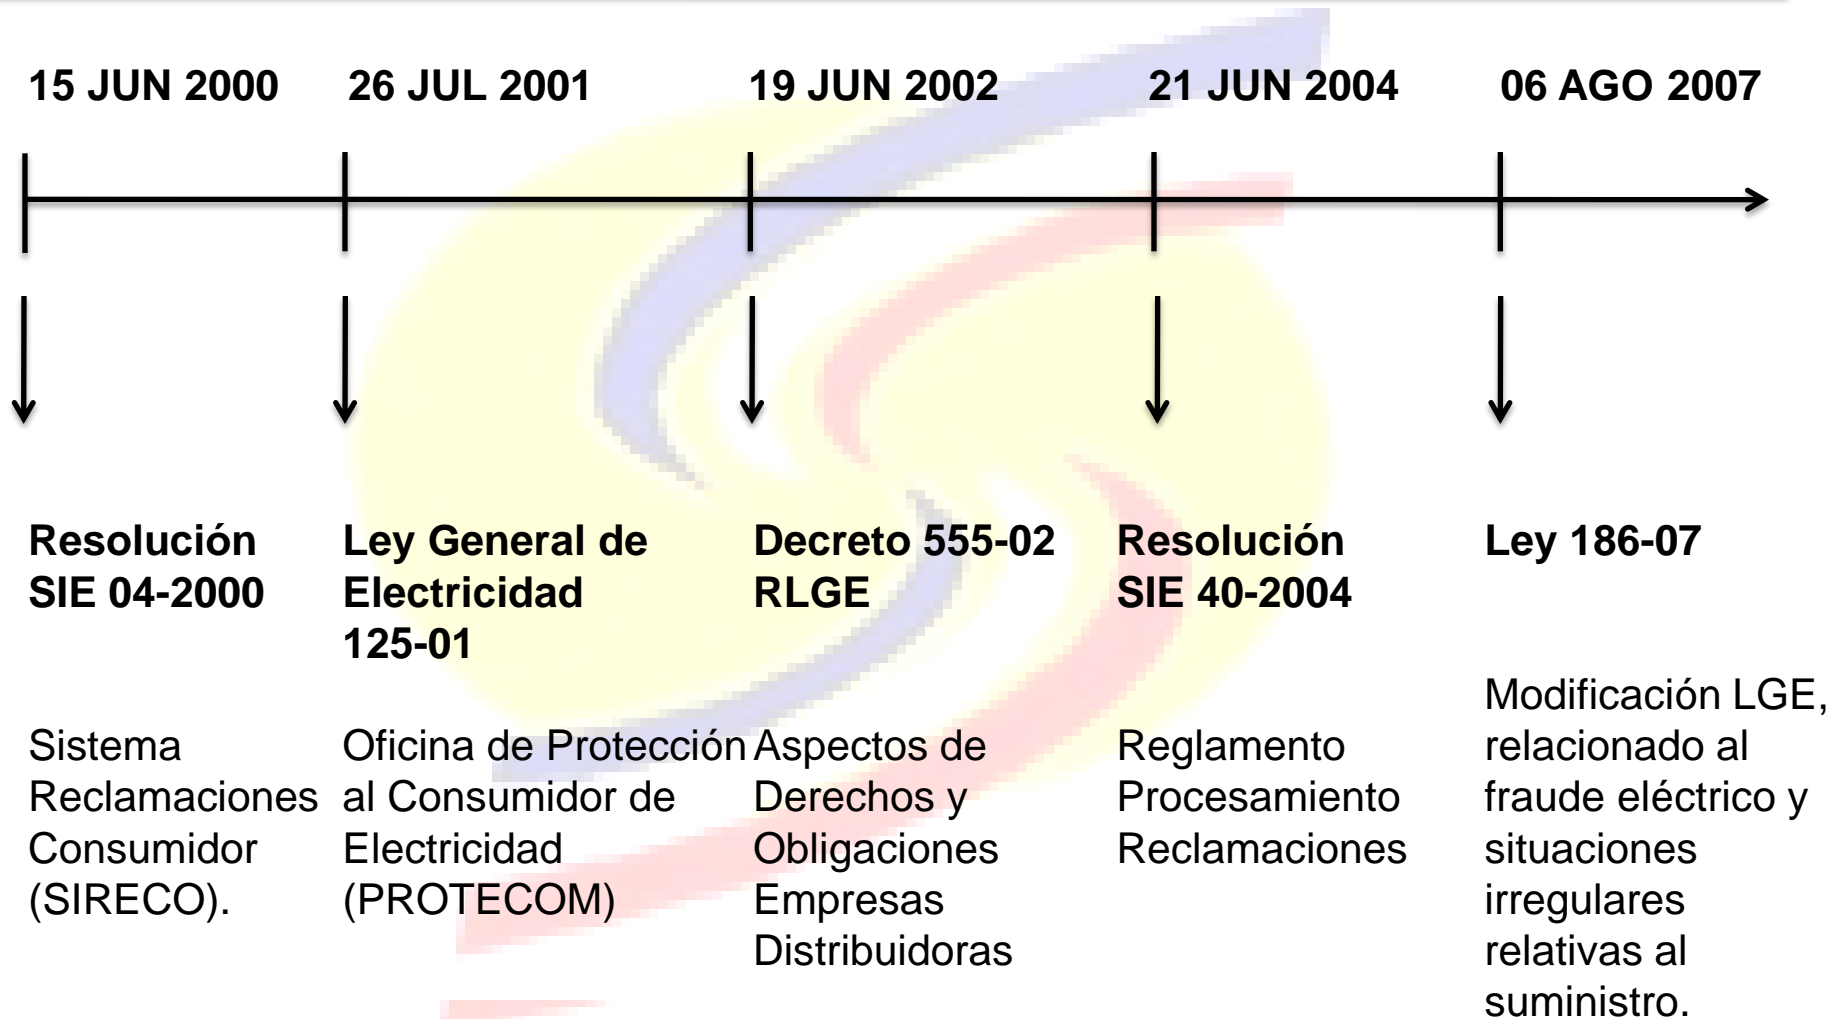 15 JUN 2000
26 JUL 2001
19 JUN 2002
21 JUN 2004
06 AGO 2007
Resolución
SIE 04-2000
Sistema
Reclamaciones
Consumidor
(SIRECO).
Ley General de
Electricidad
125-01
Oficina de Protección
al Consumidor de
Electricidad
(PROTECOM)
Decreto 555-02
RLGE
Aspectos de
Derechos y
Obligaciones
Empresas
Distribuidoras
Resolución
SIE 40-2004
Reglamento
Procesamiento
Reclamaciones
Ley 186-07
Modificación LGE,
relacionado al
fraude eléctrico y
situaciones
irregulares
relativas al
suministro.